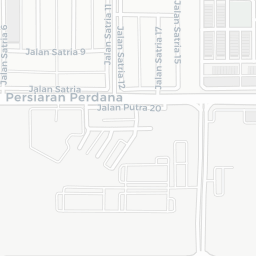 Jalan Satria 6
Jalan Satria 11
Jalan Satria 12
Jalan Satria 17
Jalan Satria 15
Jalan Satria 9
Jalan Satria
Persiaran Perdana
Jalan Putra 20